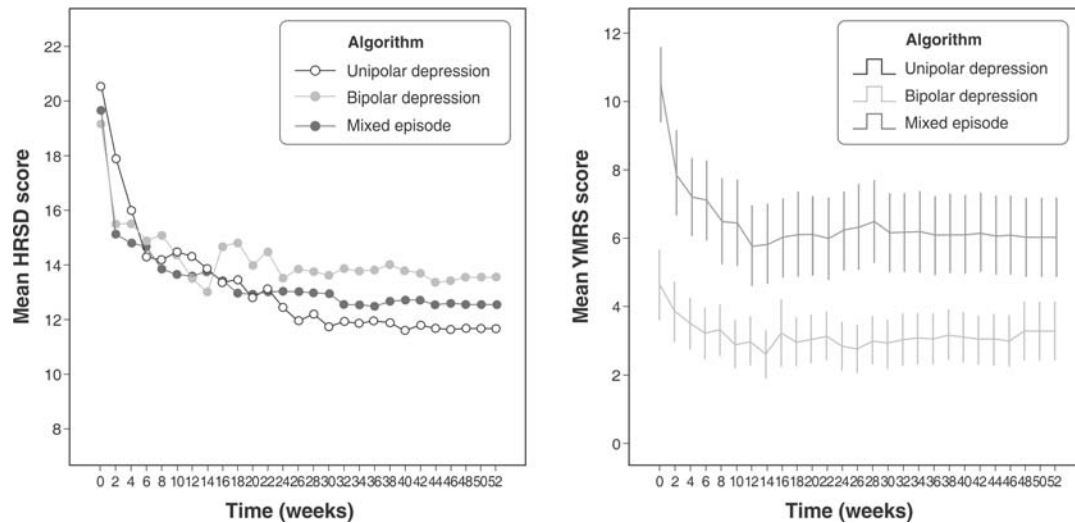 22
20
18
16
14
12
10
8
Mean HRSD score
Algorithm
Unipolar depression
Bipolar depression
Mixed episode
0 2 4 6 8 10 12 14 16 18 20 22 24 26 28 30 32 34 36 38 40 42 44 46 48 50 52
Time (weeks)
12
10
8
6
4
2
0
Mean YMRS score
Algorithm
Unipolar depression
Bipolar depression
Mixed episode
0 2 4 6 8 10 12 14 16 18 20 22 24 26 28 30 32 34 36 38 40 42 44 46 48 50 52
Time (weeks)